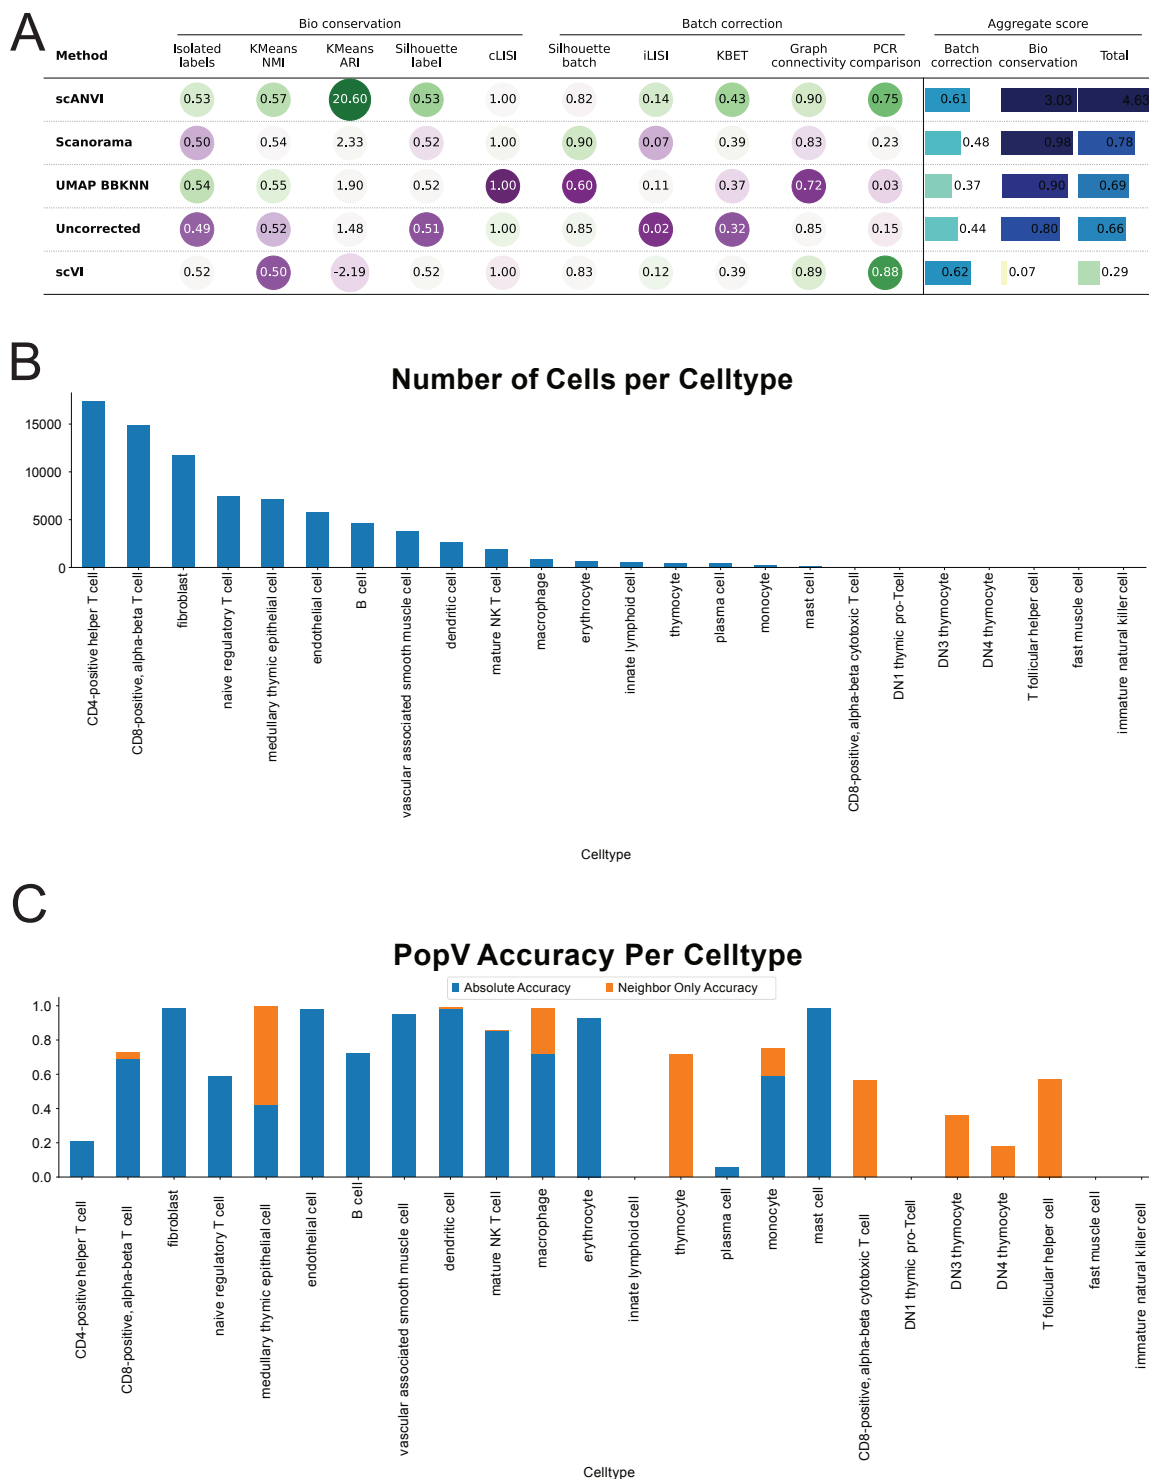 A
Bio conservation Batch correction Aggregate score
Method Isolated labels KMeans NMI KMeans ARI Silhouette label cLISI Silhouette batch iLISI KBET Graph connectivity PCR comparison Batch correction Bio conservation Total
scANVI 0.53 0.57 20.60 0.53 1.00 0.82 0.14 0.43 0.90 0.75 0.61 3.03 4.63
Scanorama 0.50 0.54 2.33 0.52 1.00 0.90 0.07 0.39 0.83 0.23 0.48 0.98 0.78
UMAP BBKNN 0.54 0.55 1.90 0.52 1.00 0.60 0.11 0.37 0.72 0.03 0.37 0.90 0.69
Uncorrected 0.49 0.52 1.48 0.51 1.00 0.85 0.02 0.32 0.85 0.15 0.44 0.80 0.66
scVI 0.52 0.50 -2.19 0.52 1.00 0.83 0.12 0.39 0.89 0.88 0.62 0.07 0.29
B
Number of Cells per Celltype
15000
10000
5000
0
CD4-positive helper T cell
CD8-positive, alpha-beta T cell
fibroblast
naive regulatory T cell
medullary thymic epithelial cell
endothelial cell
B cell
vascular associated smooth muscle cell
dendritic cell
mature NK T cell
macrophage
erythrocyte
innate lymphoid cell
thymocyte
plasma cell
monocyte
mast cell
CD8-positive, alpha-beta cytotoxic T cell
DN1 thymic pro-Tcell
DN3 thymocyte
DN4 thymocyte
T follicular helper cell
fast muscle cell
immature natural killer cell
Celltype
C
PopV Accuracy Per Celltype
Absolute Accuracy Neighbor Only Accuracy
1.0
0.8
0.6
0.4
0.2
0.0
CD4-positive helper T cell
CD8-positive, alpha-beta T cell
fibroblast
naive regulatory T cell
medullary thymic epithelial cell
endothelial cell
B cell
vascular associated smooth muscle cell
dendritic cell
mature NK T cell
macrophage
erythrocyte
innate lymphoid cell
thymocyte
plasma cell
monocyte
mast cell
CD8-positive, alpha-beta cytotoxic T cell
DN1 thymic pro-Tcell
DN3 thymocyte
DN4 thymocyte
T follicular helper cell
fast muscle cell
immature natural killer cell
Celltype